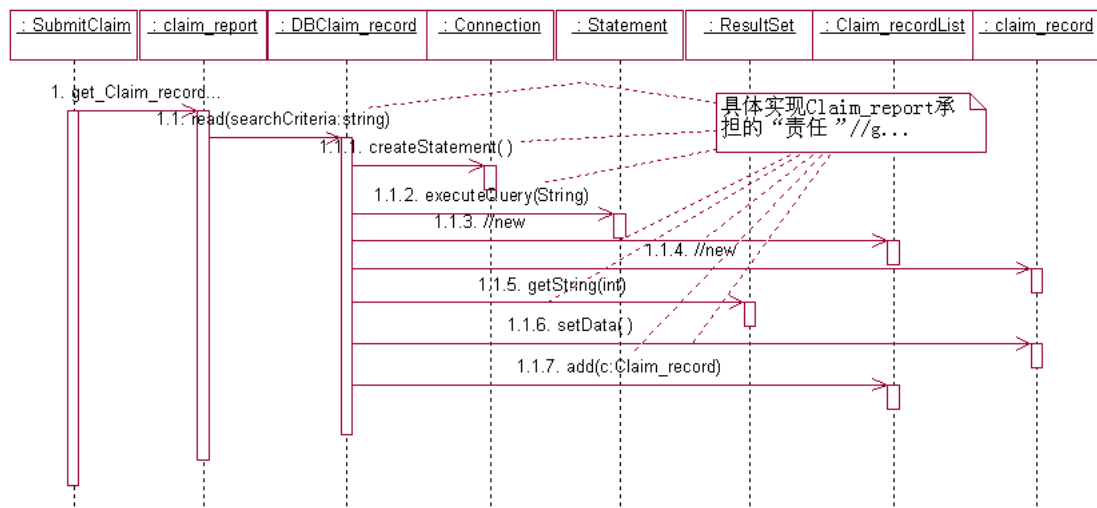 : SubmitClaim
: claim_report
: DBClaim_record
: Connection
: Statement
: ResultSet
: Claim_recordList
: claim_record
1. get_Claim_record...
1.1. read(searchCriteria:string)
具体实现Claim_report承
担的“责任 ”//g...
1.1.1. createStatement( )
1.1.2. executeQuery(String)
1.1.3. //new
1.1.4. //new
1.1.5. getString(int)
1.1.6. setData( )
1.1.7. add(c:Claim_record)